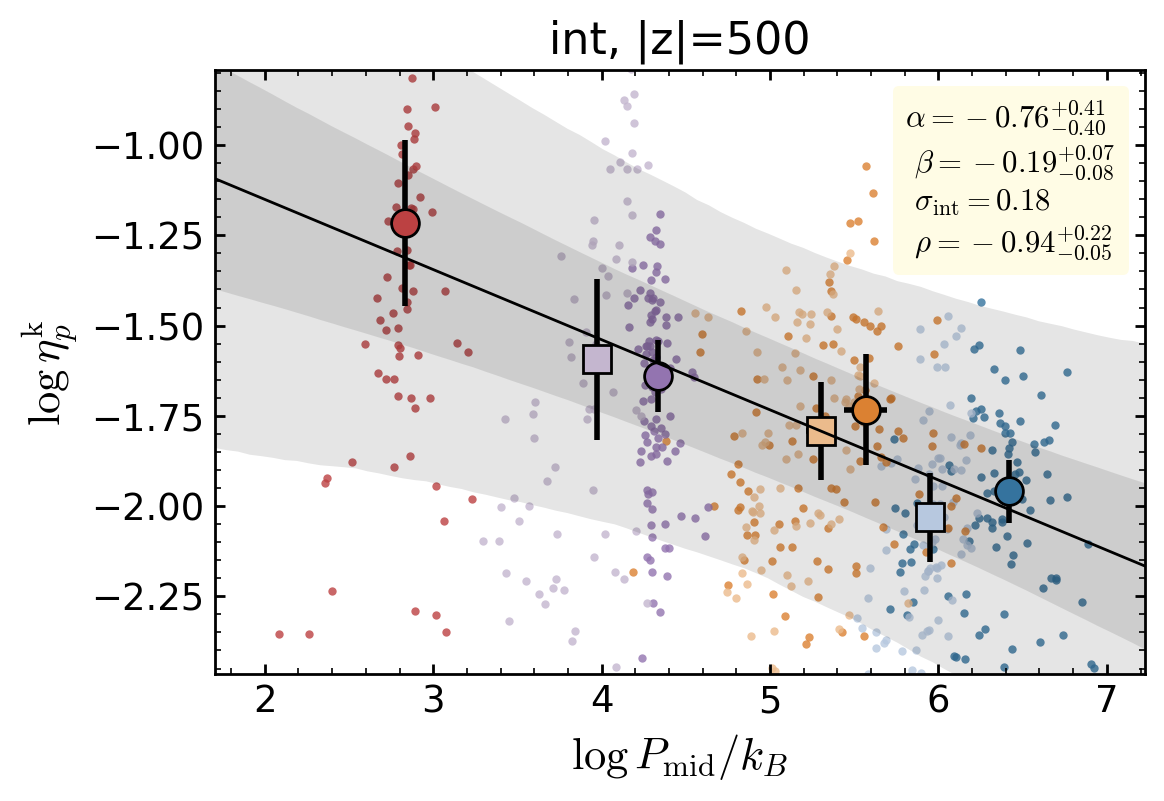 int, |z|=500
α = −0.76 +0.41 −0.40
β = −0.19 +0.07 −0.08
σint = 0.18
ρ = −0.94 +0.22 −0.05
log ηₚᵏ
−1.00
−1.25
−1.50
−1.75
−2.00
−2.25
2 3 4 5 6 7
log Pmid/kB